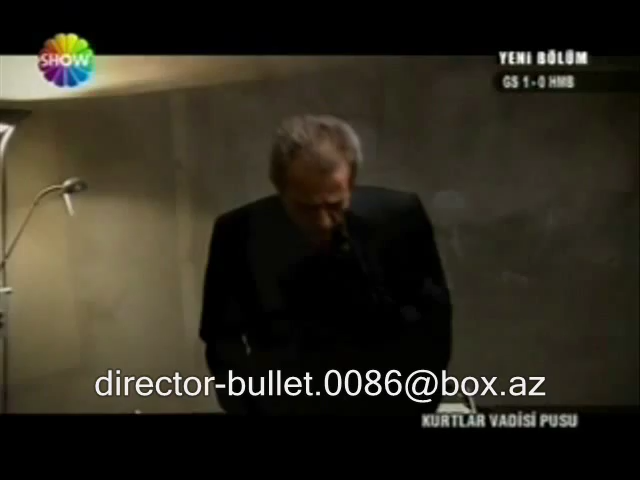 SHOW
YENİ BÖLÜM
GS 1 - 0 HMB
director-bullet.0086@box.az
KURTLAR VADİSİ PUSU